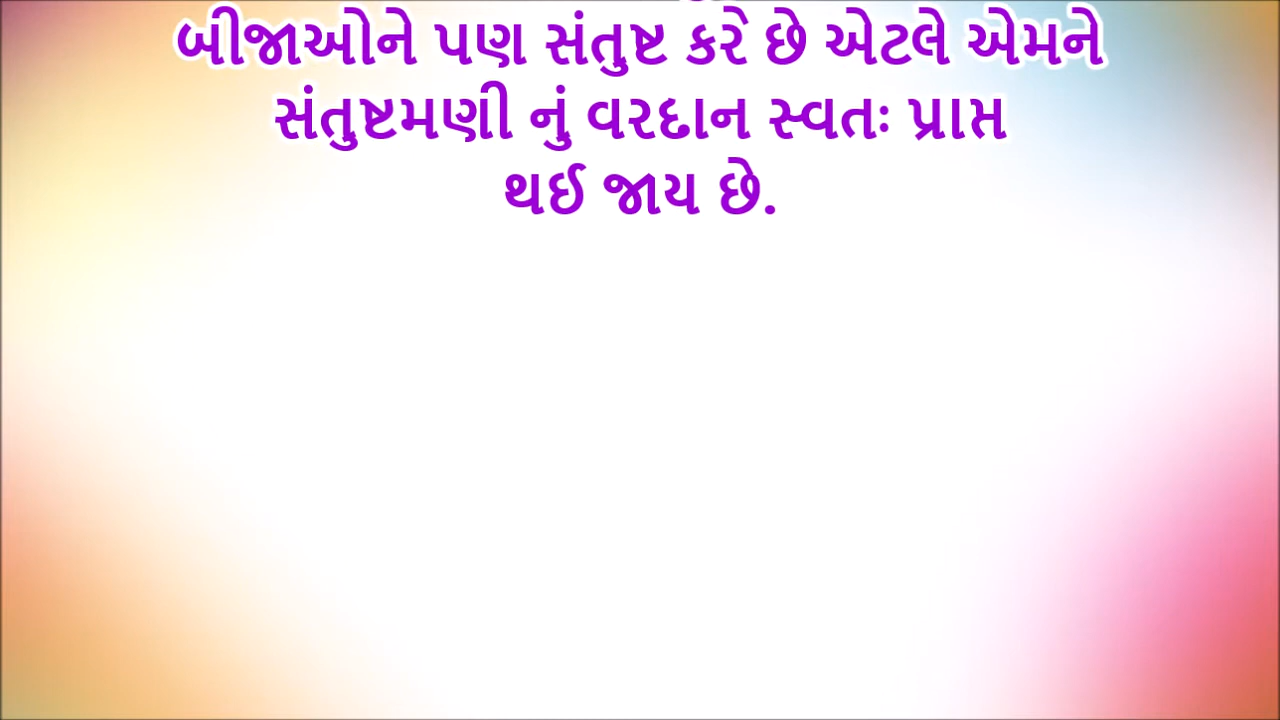 બીજાઓને પણ સંતુષ્ટ કરે છે એટલે એમને
સંતુષ્ટમણી નું વરદાન સ્વતઃ પ્રાપ્ત
થઈ જાય છે.